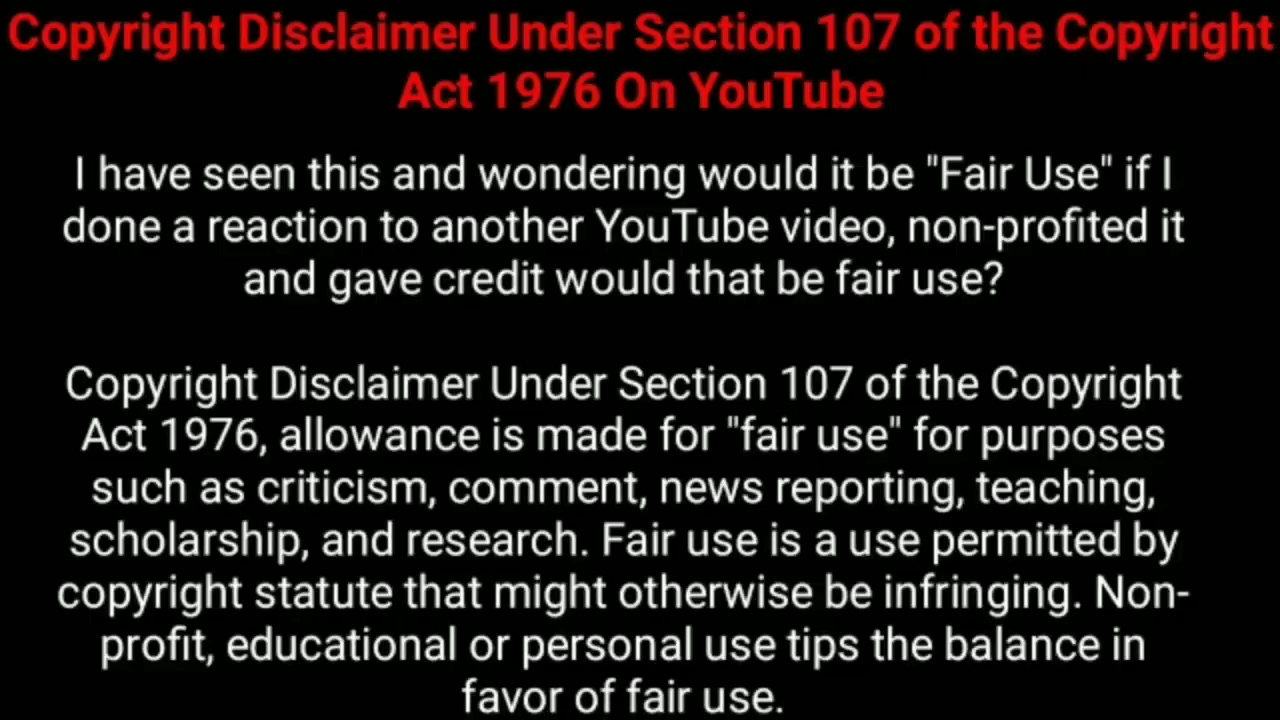 Copyright Disclaimer Under Section 107 of the Copyright
Act 1976 On YouTube
I have seen this and wondering would it be "Fair Use" if I
done a reaction to another YouTube video, non-profited it
and gave credit would that be fair use?
Copyright Disclaimer Under Section 107 of the Copyright
Act 1976, allowance is made for "fair use" for purposes
such as criticism, comment, news reporting, teaching,
scholarship, and research. Fair use is a use permitted by
copyright statute that might otherwise be infringing. Non-
profit, educational or personal use tips the balance in
favor of fair use.